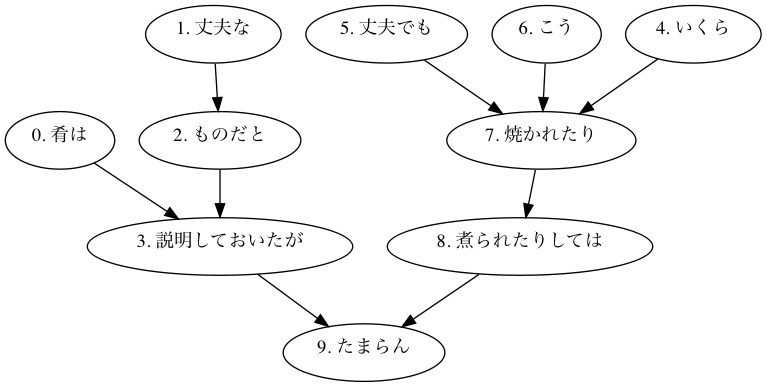 1. 丈夫な
5. 丈夫でも
6. こう
4. いくら
0. 肴は
2. ものだと
7. 焼かれたり
3. 説明しておいたが
8. 煮られたりしては
9. たまらん